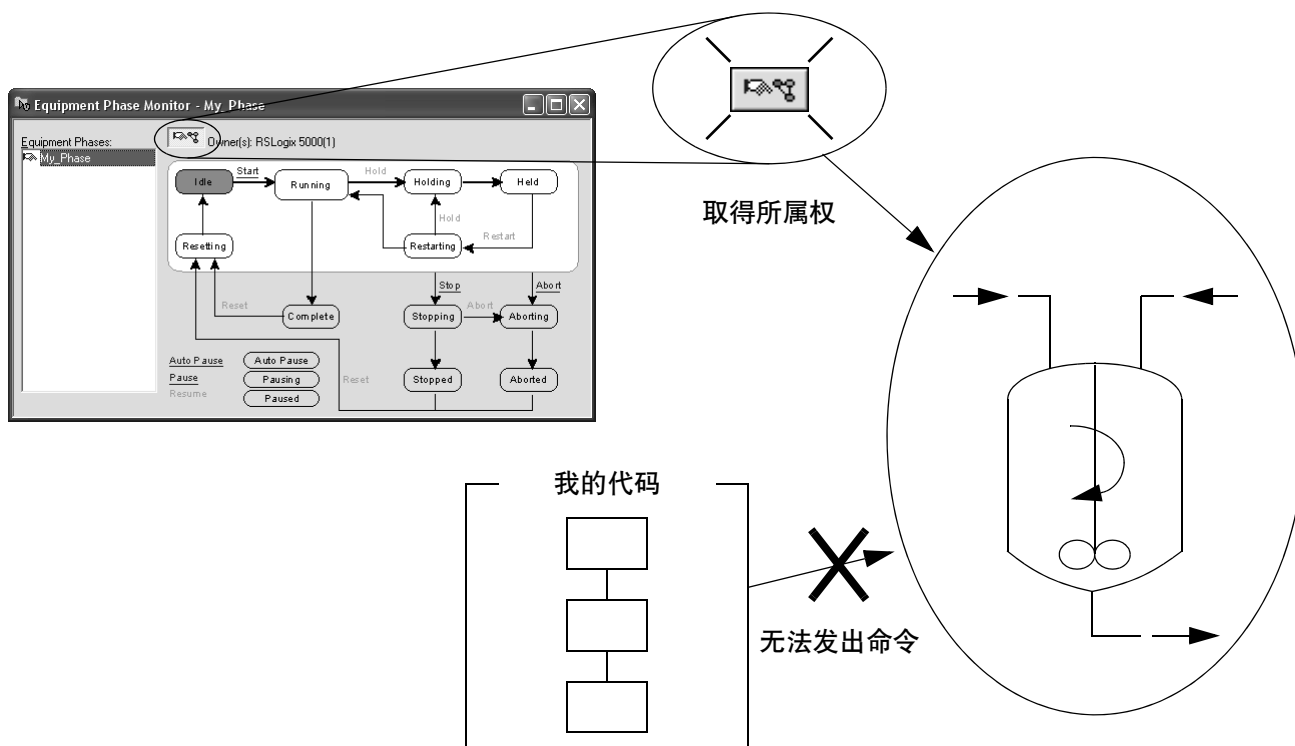 Equipment Phase Monitor - My_Phase
Equipment Phases:
My_Phase
Owner(s): RSLogix 5000(1)
Idle
Start
Running
Hold
Holding
Held
Hold
Resetting
Restarting
Restart
Stop
Abort
Reset
Complete
Stopping
Abort
Aborting
Auto Pause
Auto Pause
Pause
Pausing
Reset
Stopped
Aborted
Resume
Paused
取得所属权
我的代码
无法发出命令